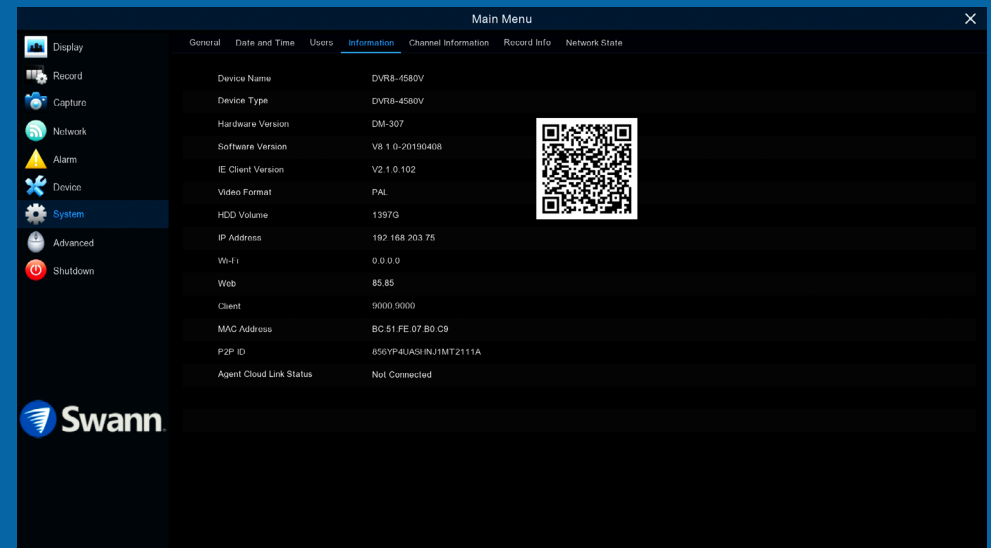 Main Menu
General Date and Time Users Information Channel Information Record Info Network State
Display
Record
Capture
Network
Alarm
Device
System
Advanced
Shutdown
Swann.
Device Name DVR8-4580V
Device Type DVR8-4580V
Hardware Version DM-307
Software Version V8.1.0-20190408
IE Client Version V2.1.0.102
Video Format PAL
HDD Volume 1397G
IP Address 192.168.203.75
Wi-Fi 0.0.0.0
Web 85,85
Client 9000,9000
MAC Address BC.51.FE.07.B0.C9
P2P ID 856YP4UASHNJ1MT2111A
Agent Cloud Link Status Not Connected